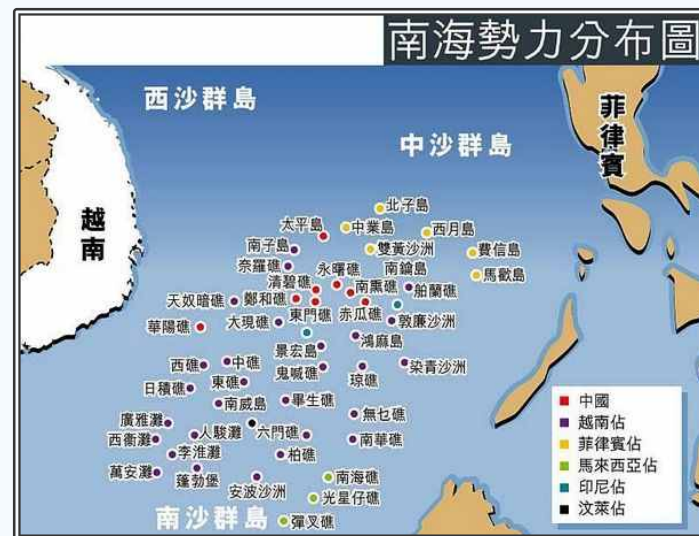 南海勢力分布圖
西沙群島
中沙群島
菲律賓
越南
北子島
太平島
中業島
西月島
南子島
雙黃沙洲
費信島
奈羅礁
永曙礁
南鑰島
馬歡島
清碧礁
南熏礁
舶蘭礁
天奴暗礁
鄭和礁
東門礁
赤瓜礁
敦廉沙洲
華陽礁
大現礁
鴻麻島
景宏島
西礁
中礁
鬼喊礁
瓊礁
染青沙洲
日積礁
東礁
南威島
畢生礁
無乜礁
廣雅灘
人駿灘
六門礁
南華礁
西衛灘
李淮灘
柏礁
萬安灘
蓬勃堡
安波沙洲
南海礁
光星仔礁
南沙群島
彈叉礁
中國
越南佔
菲律賓佔
馬來西亞佔
印尼佔
汶萊佔